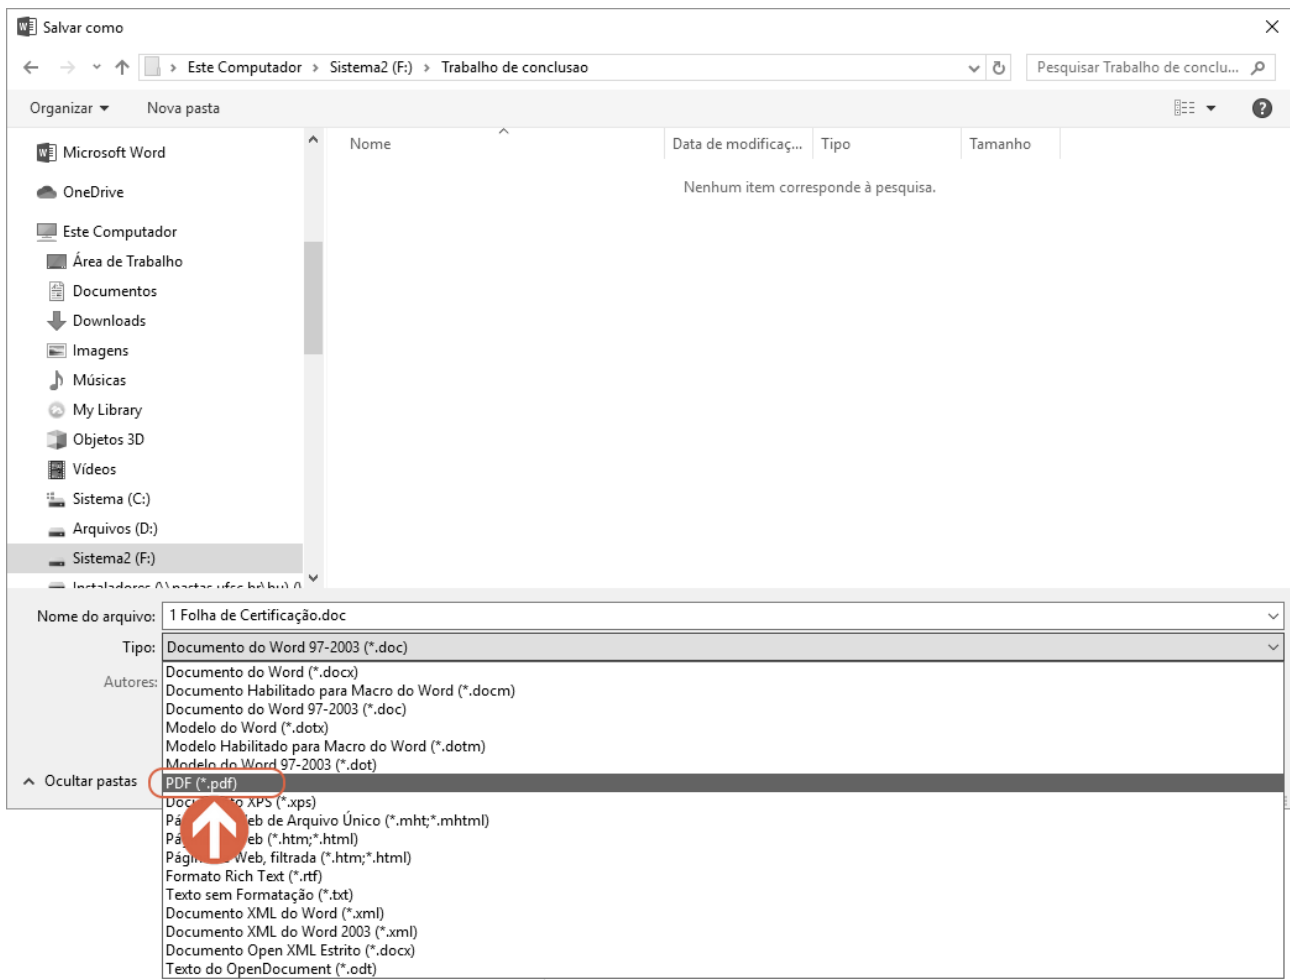 Salvar como
Este Computador > Sistema2 (F:) > Trabalho de conclusao
Pesquisar Trabalho de conclu...
Organizar
Nova pasta
Microsoft Word
OneDrive
Este Computador
Área de Trabalho
Documentos
Downloads
Imagens
Músicas
My Library
Objetos 3D
Vídeos
Sistema (C:)
Arquivos (D:)
Sistema2 (F:)
Nome
Data de modificaç...
Tipo
Tamanho
Nenhum item corresponde à pesquisa.
Nome do arquivo: 1 Folha de Certificação.doc
Tipo: Documento do Word 97-2003 (*.doc)
Autores:
Documento do Word (*.docx)
Documento Habilitado para Macro do Word (*.docm)
Documento do Word 97-2003 (*.doc)
Modelo do Word (*.dotx)
Modelo Habilitado para Macro do Word (*.dotm)
Modelo do Word 97-2003 (*.dot)
Ocultar pastas
PDF (*.pdf)
XPS (*.xps)
de Arquivo Único (*.mht;*.mhtml)
(*.htm;*.html)
Web, filtrada (*.htm;*.html)
Formato Rich Text (*.rtf)
Texto sem Formatação (*.txt)
Documento XML do Word (*.xml)
Documento XML do Word 2003 (*.xml)
Documento Open XML Estrito (*.docx)
Texto do OpenDocument (*.odt)